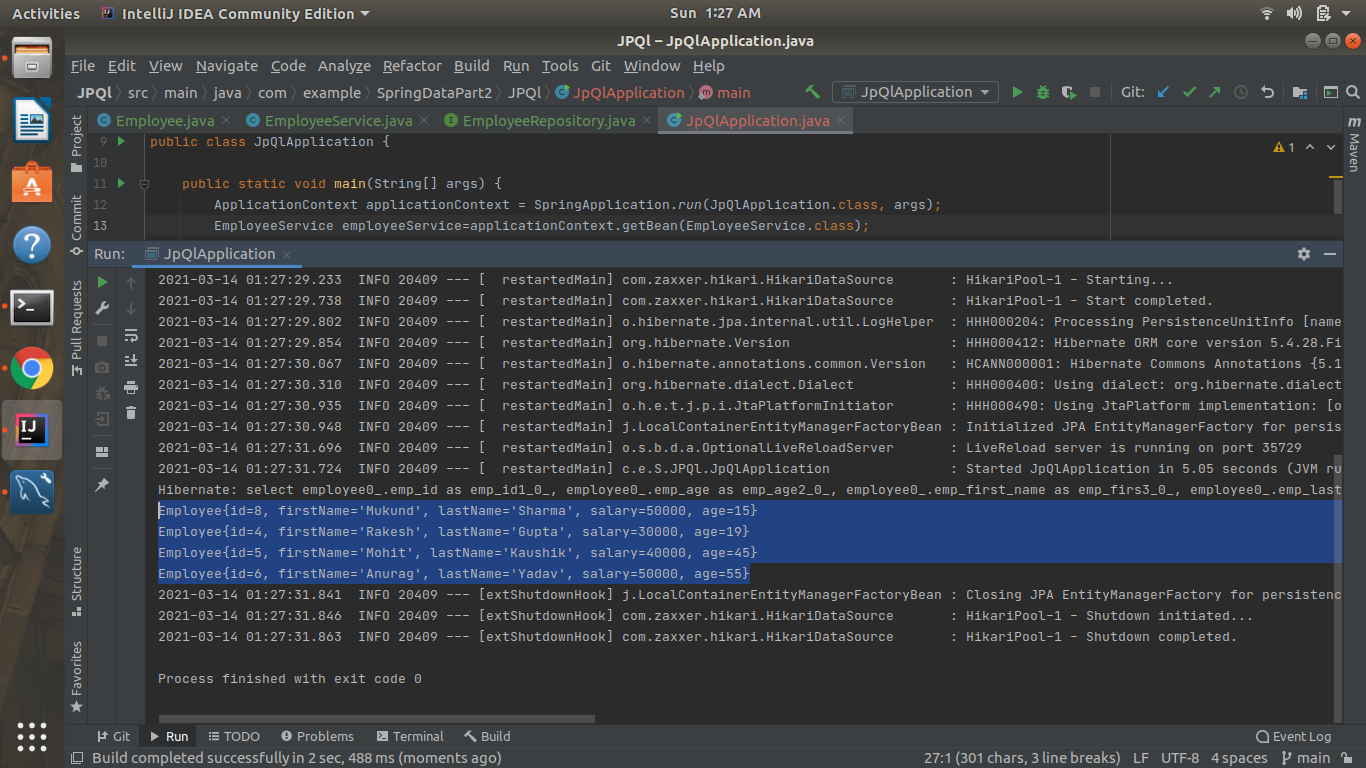 Activities IntelliJ IDEA Community Edition Sun 1:27 AM
JPQl – JpQlApplication.java
File Edit View Navigate Code Analyze Refactor Build Run Tools Git Window Help
JPQl src main java com example SpringDataPart2 JPQl JpQlApplication main JpQlApplication Git:
Employee.java EmployeeService.java EmployeeRepository.java JpQlApplication.java
9 public class JpQlApplication {
1
10
11 public static void main(String[] args) {
12 ApplicationContext applicationContext = SpringApplication.run(JpQlApplication.class, args);
13 EmployeeService employeeService=applicationContext.getBean(EmployeeService.class);
Run: JpQlApplication
2021-03-14 01:27:29.233 INFO 20409 --- [ restartedMain] com.zaxxer.hikari.HikariDataSource : HikariPool-1 - Starting...
2021-03-14 01:27:29.738 INFO 20409 --- [ restartedMain] com.zaxxer.hikari.HikariDataSource : HikariPool-1 - Start completed.
2021-03-14 01:27:29.802 INFO 20409 --- [ restartedMain] o.hibernate.jpa.internal.util.LogHelper : HHH000204: Processing PersistenceUnitInfo [name
2021-03-14 01:27:29.854 INFO 20409 --- [ restartedMain] org.hibernate.Version : HHH000412: Hibernate ORM core version 5.4.28.Fi
2021-03-14 01:27:30.067 INFO 20409 --- [ restartedMain] o.hibernate.annotations.common.Version : HCANN000001: Hibernate Commons Annotations {5.1
2021-03-14 01:27:30.310 INFO 20409 --- [ restartedMain] org.hibernate.dialect.Dialect : HHH000400: Using dialect: org.hibernate.dialect
2021-03-14 01:27:30.935 INFO 20409 --- [ restartedMain] o.h.e.t.j.p.i.JtaPlatformInitiator : HHH000490: Using JtaPlatform implementation: [o
2021-03-14 01:27:30.948 INFO 20409 --- [ restartedMain] j.LocalContainerEntityManagerFactoryBean : Initialized JPA EntityManagerFactory for persis
2021-03-14 01:27:31.696 INFO 20409 --- [ restartedMain] o.s.b.d.a.OptionalLiveReloadServer : LiveReload server is running on port 35729
2021-03-14 01:27:31.724 INFO 20409 --- [ restartedMain] c.e.S.JPQl.JpQlApplication : Started JpQlApplication in 5.05 seconds (JVM ru
Hibernate: select employee0_.emp_id as emp_id1_0_, employee0_.emp_age as emp_age2_0_, employee0_.emp_first_name as emp_firs3_0_, employee0_.emp_last
Employee{id=8, firstName='Mukund', lastName='Sharma', salary=50000, age=15}
Employee{id=4, firstName='Rakesh', lastName='Gupta', salary=30000, age=19}
Employee{id=5, firstName='Mohit', lastName='Kaushik', salary=40000, age=45}
Employee{id=6, firstName='Anurag', lastName='Yadav', salary=50000, age=55}
2021-03-14 01:27:31.841 INFO 20409 --- [extShutdownHook] j.LocalContainerEntityManagerFactoryBean : Closing JPA EntityManagerFactory for persistenc
2021-03-14 01:27:31.846 INFO 20409 --- [extShutdownHook] com.zaxxer.hikari.HikariDataSource : HikariPool-1 - Shutdown initiated...
2021-03-14 01:27:31.863 INFO 20409 --- [extShutdownHook] com.zaxxer.hikari.HikariDataSource : HikariPool-1 - Shutdown completed.
Process finished with exit code 0
Project
Commit
Pull Requests
Structure
Favorites
Maven
Git Run TODO Problems Terminal Build Event Log
Build completed successfully in 2 sec, 488 ms (moments ago) 27:1 (301 chars, 3 line breaks) LF UTF-8 4 spaces main